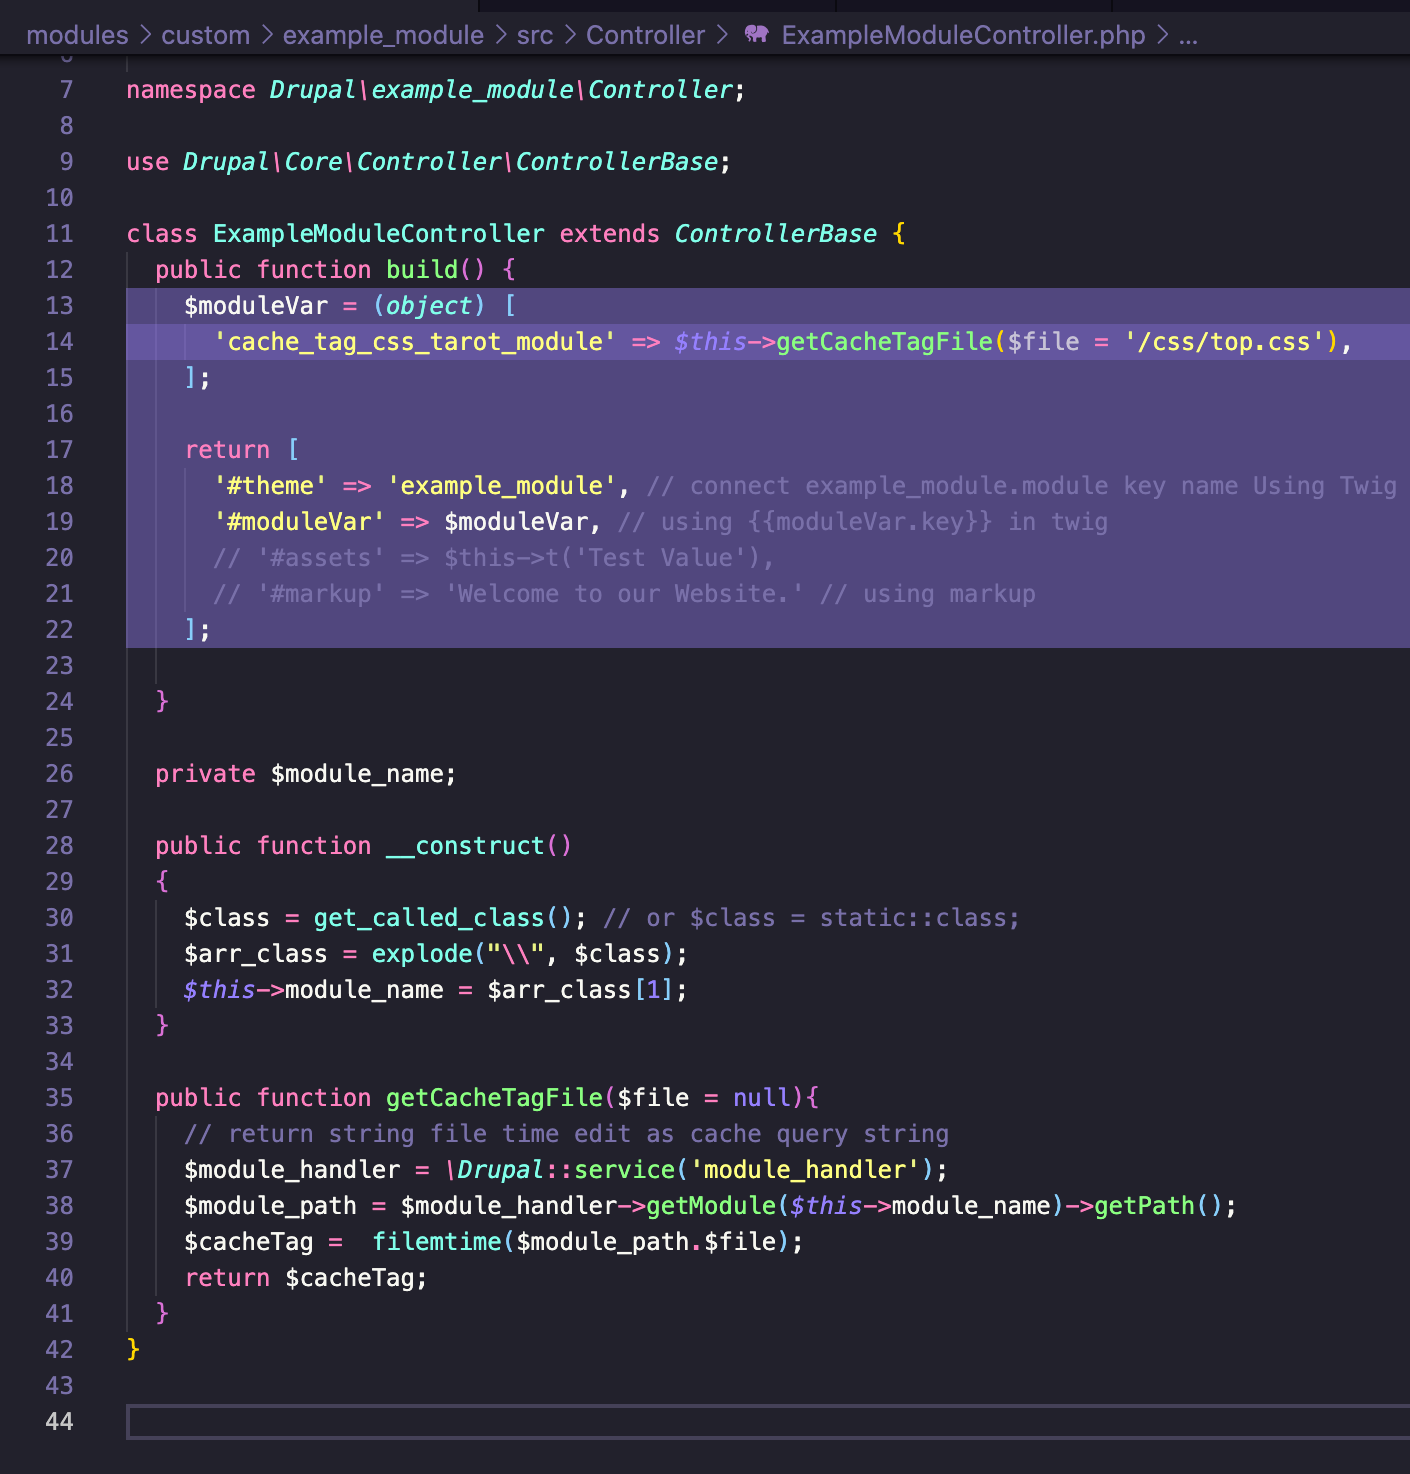 modules > custom > example_module > src > Controller > ExampleModuleController.php > ...
6
7 namespace Drupal\example_module\Controller;
8
9 use Drupal\Core\Controller\ControllerBase;
10
11 class ExampleModuleController extends ControllerBase {
12 public function build() {
13 $moduleVar = (object) [
14 'cache_tag_css_tarot_module' => $this->getCacheTagFile($file = '/css/top.css'),
15 ];
16
17 return [
18 '#theme' => 'example_module', // connect example_module.module key name Using Twig
19 '#moduleVar' => $moduleVar, // using {{moduleVar.key}} in twig
20 // '#assets' => $this->t('Test Value'),
21 // '#markup' => 'Welcome to our Website.' // using markup
22 ];
23
24 }
25
26 private $module_name;
27
28 public function __construct()
29 {
30 $class = get_called_class(); // or $class = static::class;
31 $arr_class = explode("\\", $class);
32 $this->module_name = $arr_class[1];
33 }
34
35 public function getCacheTagFile($file = null){
36 // return string file time edit as cache query string
37 $module_handler = \Drupal::service('module_handler');
38 $module_path = $module_handler->getModule($this->module_name)->getPath();
39 $cacheTag =  filemtime($module_path.$file);
40 return $cacheTag;
41 }
42 }
43
44